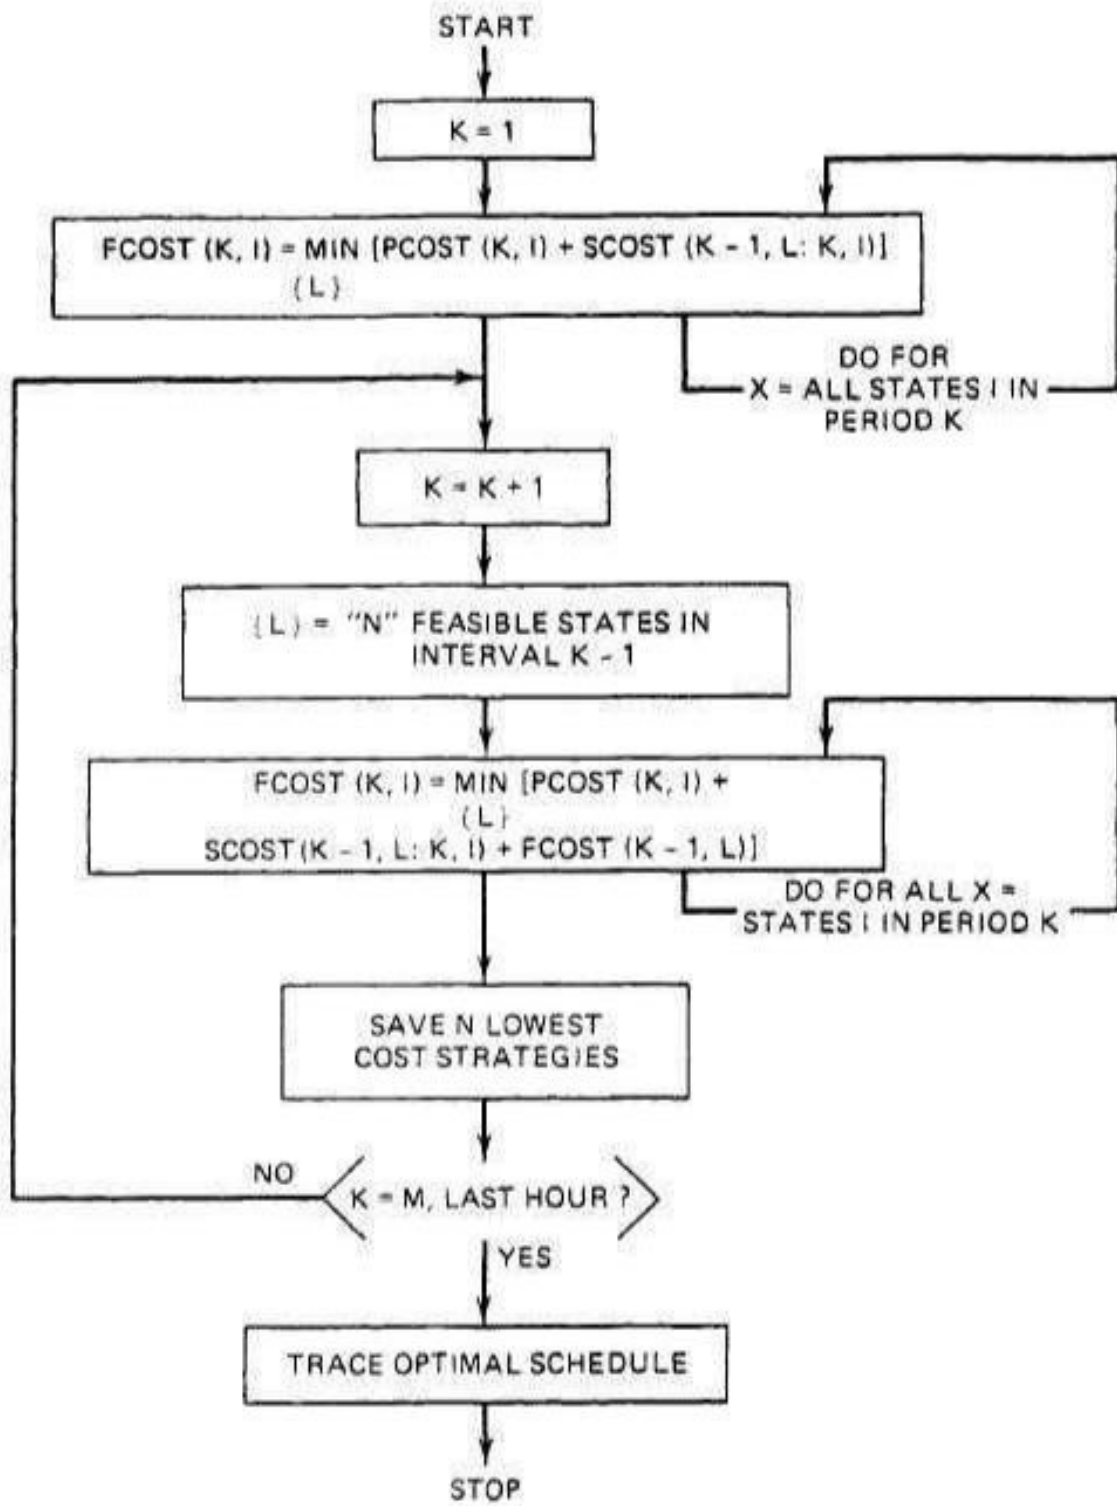 START
K = 1
FCOST (K, I) = MIN [PCOST (K, I) + SCOST (K - 1, L: K, I)]
{L}
DO FOR
X = ALL STATES I IN
PERIOD K
K = K + 1
{L} = "N" FEASIBLE STATES IN
INTERVAL K - 1
FCOST (K, I) = MIN [PCOST (K, I) +
{L}
SCOST (K - 1, L: K, I) + FCOST (K - 1, L)]
DO FOR ALL X =
STATES I IN PERIOD K
SAVE N LOWEST
COST STRATEGIES
NO
K = M, LAST HOUR ?
YES
TRACE OPTIMAL SCHEDULE
STOP